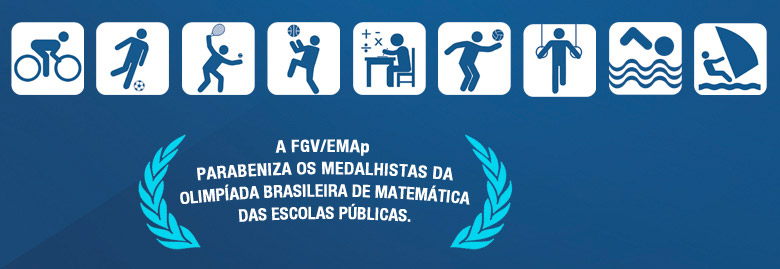 A FGV/EMAp
PARABENIZA OS MEDALHISTAS DA
OLIMPÍADA BRASILEIRA DE MATEMÁTICA
DAS ESCOLAS PÚBLICAS.